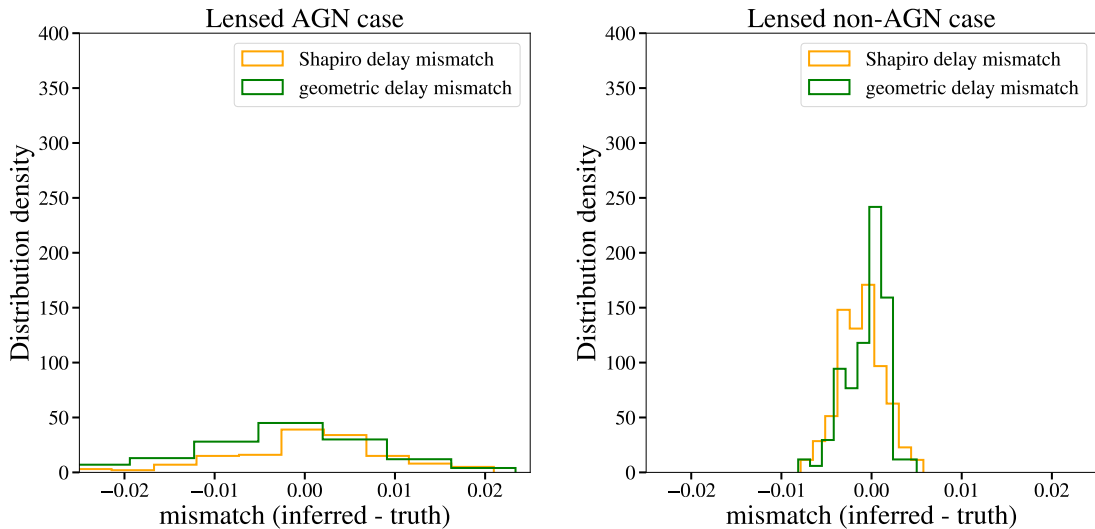 Lensed AGN case
Shapiro delay mismatch
geometric delay mismatch
Distribution density
400
350
300
250
200
150
100
50
0
−0.02
−0.01
0.00
0.01
0.02
mismatch (inferred - truth)
Lensed non-AGN case
Shapiro delay mismatch
geometric delay mismatch
Distribution density
400
350
300
250
200
150
100
50
0
−0.02
−0.01
0.00
0.01
0.02
mismatch (inferred - truth)